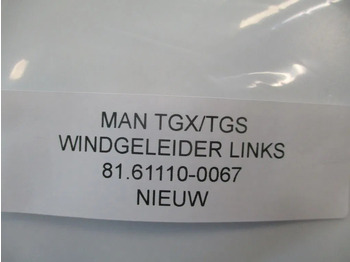 MAN TGX/TGS
WINDGELEIDER LINKS
81.61110-0067
NIEUW